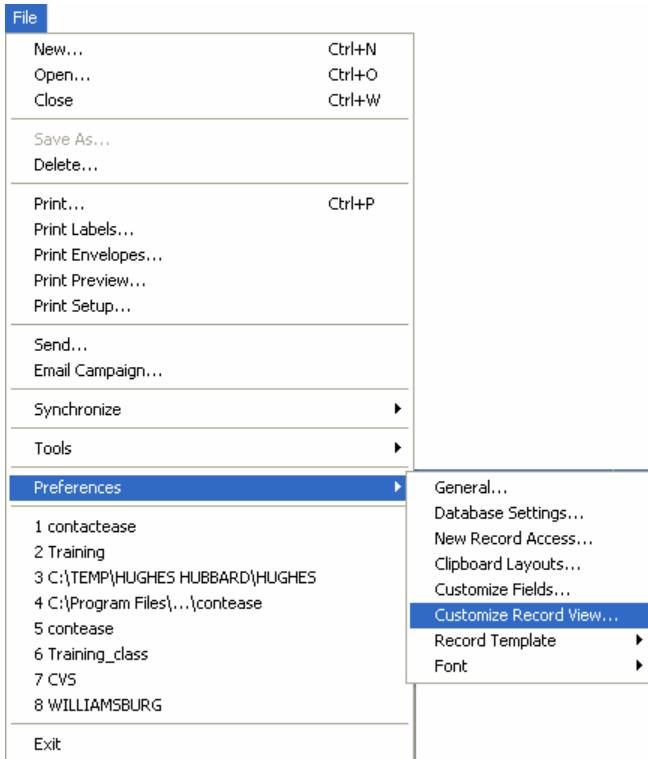 File
New... Ctrl+N
Open... Ctrl+O
Close Ctrl+W
Save As...
Delete...
Print... Ctrl+P
Print Labels...
Print Envelopes...
Print Preview...
Print Setup...
Send...
Email Campaign...
Synchronize
Tools
Preferences
1 contactease
2 Training
3 C:\TEMP\HUGHES HUBBARD\HUGHES
4 C:\Program Files\...\contease
5 contease
6 Training_class
7 CVS
8 WILLIAMSBURG
Exit
General...
Database Settings...
New Record Access...
Clipboard Layouts...
Customize Fields...
Customize Record View...
Record Template
Font